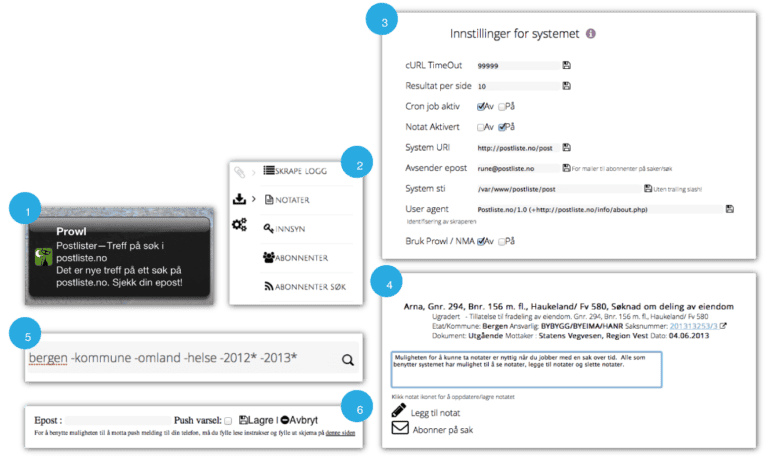 1
Prowl
Postlister—Treff på søk i
postliste.no
Det er nye treff på ett søk på
postliste.no. Sjekk din epost!
2
SKRAPE LOGG
NOTATER
INNSYN
ABONNENTER
ABONNENTER SØK
3
Innstillinger for systemet
cURL TimeOut 99999
Resultat per side 10
Cron job aktiv Av På
Notat Aktivert Av På
System URI http://postliste.no/post
Avsender epost rune@postliste.no For mailer til abonnenter på saver/søk
System sti /var/www/postliste/post Uten trailing slash!
User agent Postliste.no/1.0 (+http://postliste.no/info/about.php)
Identifisering av skraperen
Bruk Prowl / NMA Av På
4
Arna, Gnr. 294, Bnr. 156 m. fl., Haukeland/ Fv 580, Søknad om deling av eiendom
Ugradert - Tillatelse til fradeling av eiendom. Gnr. 294, Bnr. 156 m. fl., Haukeland/ Fv 580
Etat/Kommune: Bergen Ansvarlig: BYBYGG/BYEIMA/HANR Saksnummer: 201313253/3
Dokument: Utgående Mottaker : Statens Vegvesen, Region Vest Dato: 04.06.2013
Muligheten for å kunne ta notater er nyttig når du jobber med en sak over tid. Alle som
benytter systemet har mulighet til å se notater, legge til notater og slette notater.
Klikk notat ikonet for å oppdatere/lagre notatet
Legg til notat
Abonner på sak
5
bergen -kommune -omland -helse -2012* -2013*
6
Epost : Push varsel: Lagre | Avbryt
For å benytte muligheten til å motta push melding til din telefon, må du fylle lese instrukser og fylle ut skjema på denne siden